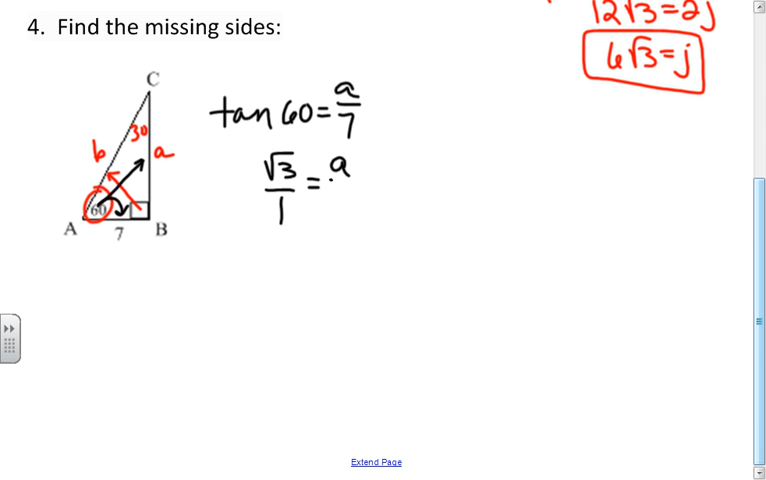 12√3=2j
4. Find the missing sides:
6√3=j
C
tan 60=a/7
30
b
a
√3/1=a
60
A
7
B
Extend Page